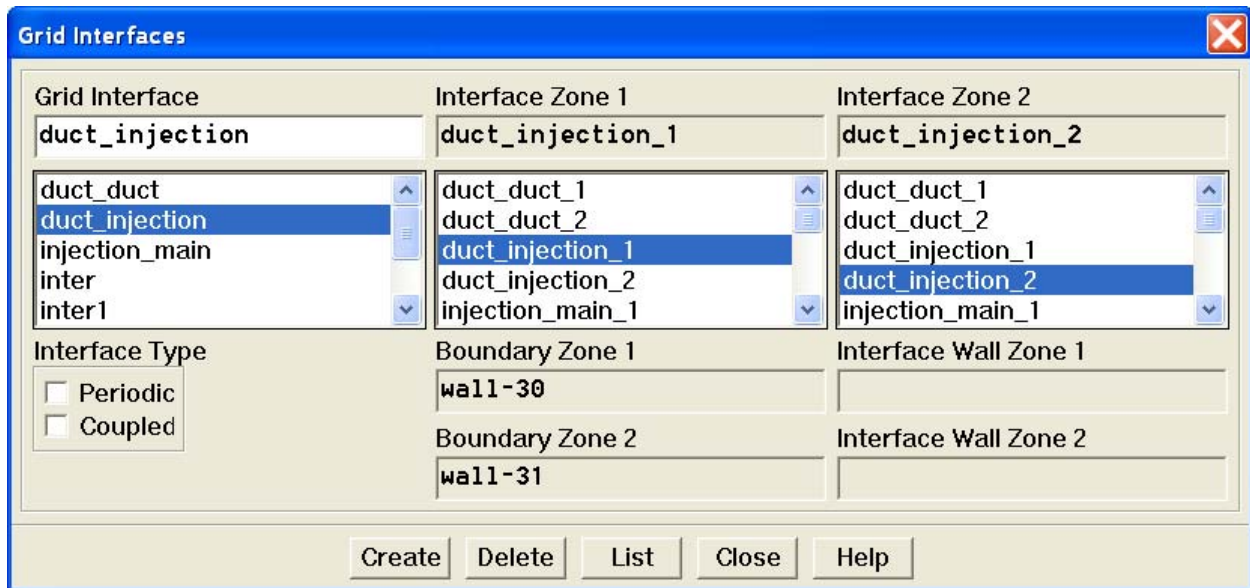 Grid Interfaces
Grid Interface
duct_injection
duct_duct
duct_injection
injection_main
inter
inter1
Interface Type
Periodic
Coupled
Interface Zone 1
duct_injection_1
duct_duct_1
duct_duct_2
duct_injection_1
duct_injection_2
injection_main_1
Boundary Zone 1
wall-30
Boundary Zone 2
wall-31
Interface Zone 2
duct_injection_2
duct_duct_1
duct_duct_2
duct_injection_1
duct_injection_2
injection_main_1
Interface Wall Zone 1
Interface Wall Zone 2
Create Delete List Close Help